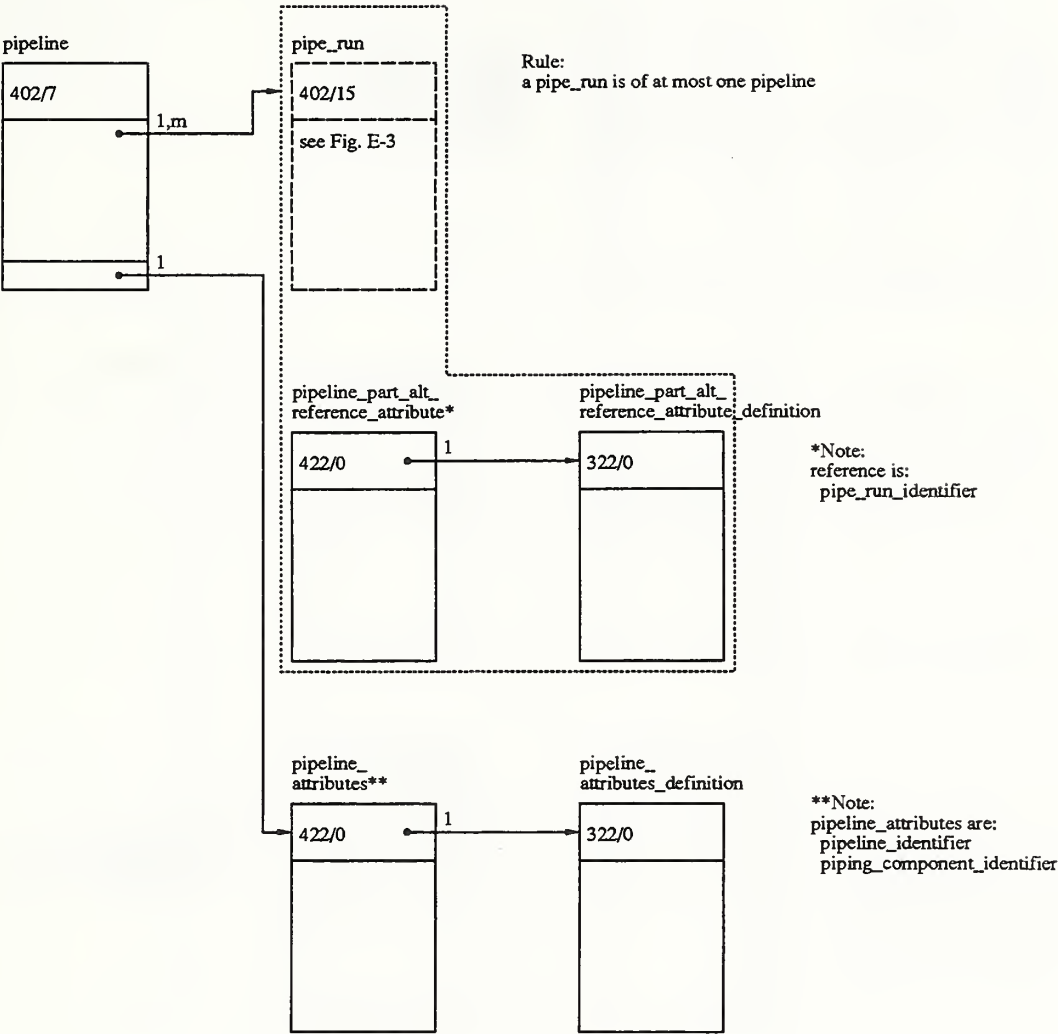 pipeline
pipe_run
Rule:
a pipe_run is of at most one pipeline
402/7
402/15
1,m
see Fig. E-3
1
pipeline_part_alt_
reference_attribute*
pipeline_part_alt_
reference_attribute_definition
422/0
1
322/0
*Note:
reference is:
pipe_run_identifier
pipeline_
attributes**
pipeline_
attributes_definition
422/0
1
322/0
**Note:
pipeline_attributes are:
pipeline_identifier
piping_component_identifier